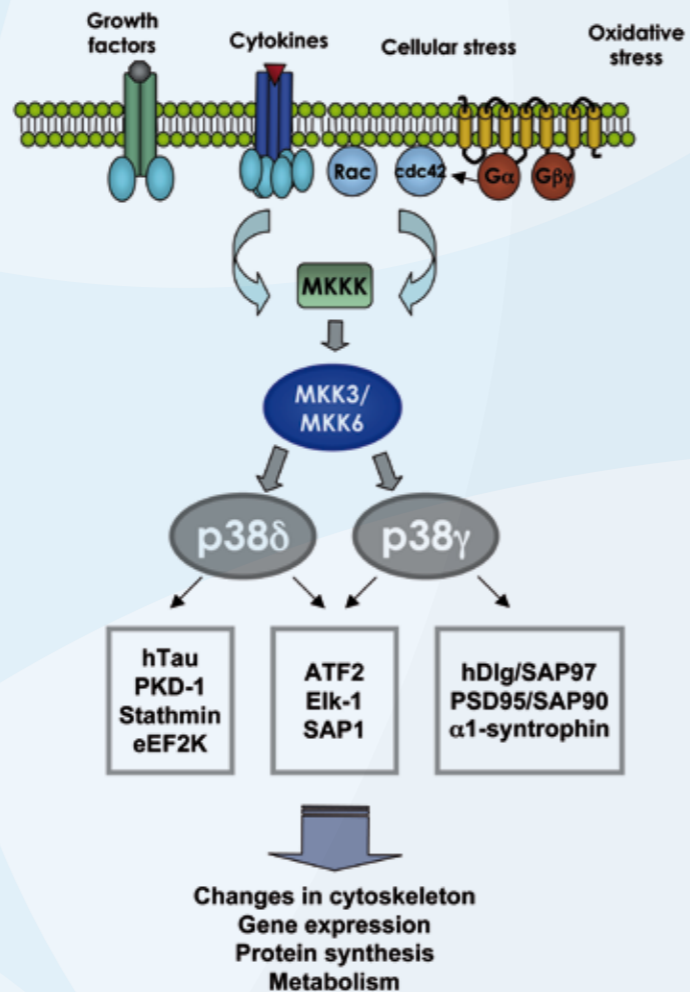 Growth
factors
Cytokines
Cellular stress
Oxidative
stress
Rac
cdc42
Gα
Gβγ
MKKK
MKK3/
MKK6
p38δ
p38γ
hTau
PKD-1
Stathmin
eEF2K
ATF2
Elk-1
SAP1
hDlg/SAP97
PSD95/SAP90
α1-syntrophin
Changes in cytoskeleton
Gene expression
Protein synthesis
Metabolism